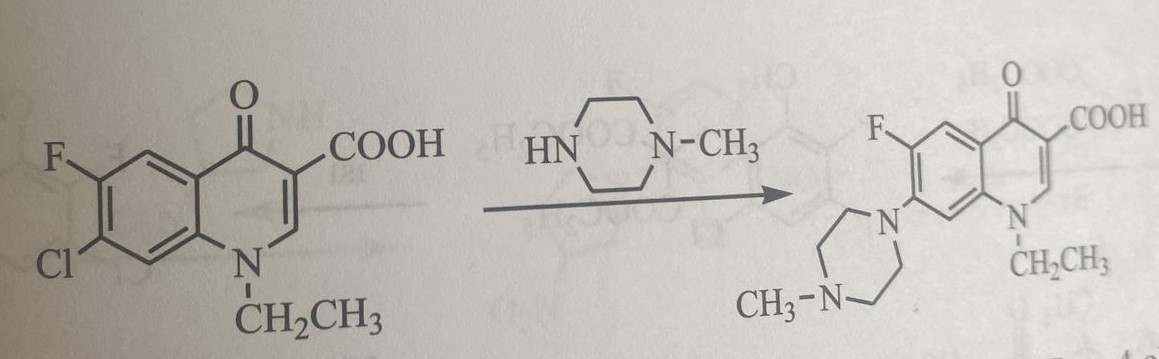 O
F
COOH
Cl
N
CH₂CH₃
HN
N-CH₃
O
F
COOH
N
N
CH₂CH₃
CH₃-N